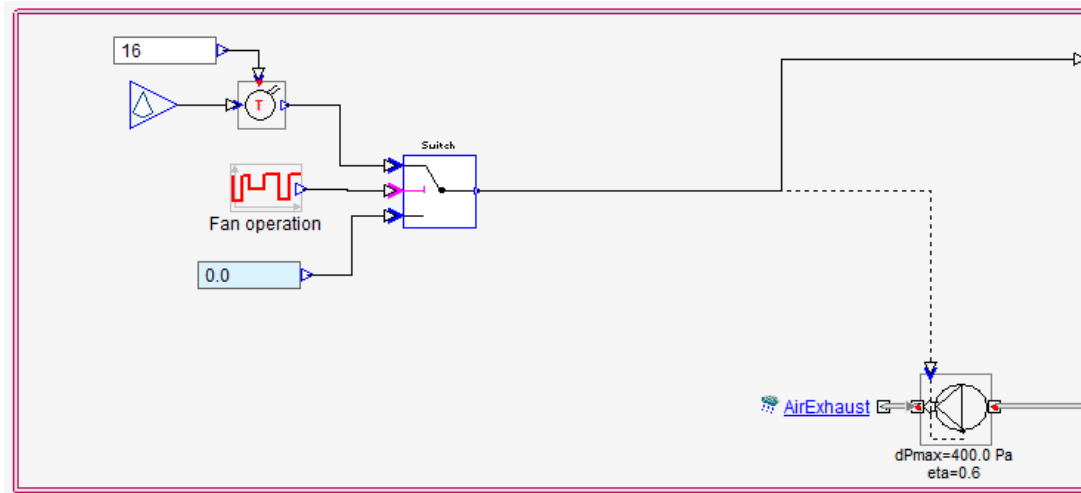 16
T
Switch
Fan operation
0.0
AirExhaust
dPmax=400.0 Pa
eta=0.6